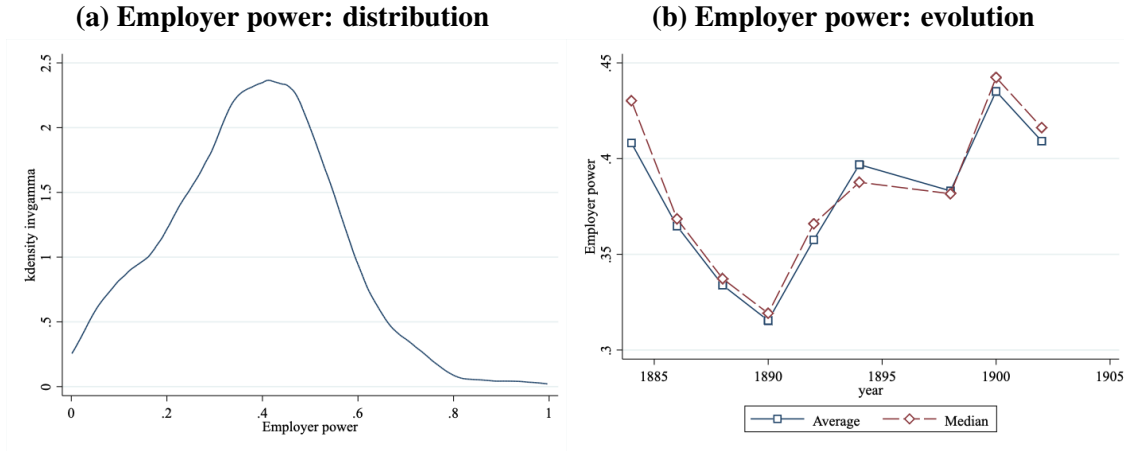 (a) Employer power: distribution
(b) Employer power: evolution
kdensity invgamma
2.5
2
1.5
1
.5
0
0 .2 .4 .6 .8 1
Employer power
Employer power
.45
.4
.35
.3
1885 1890 1895 1900 1905
year
Average Median